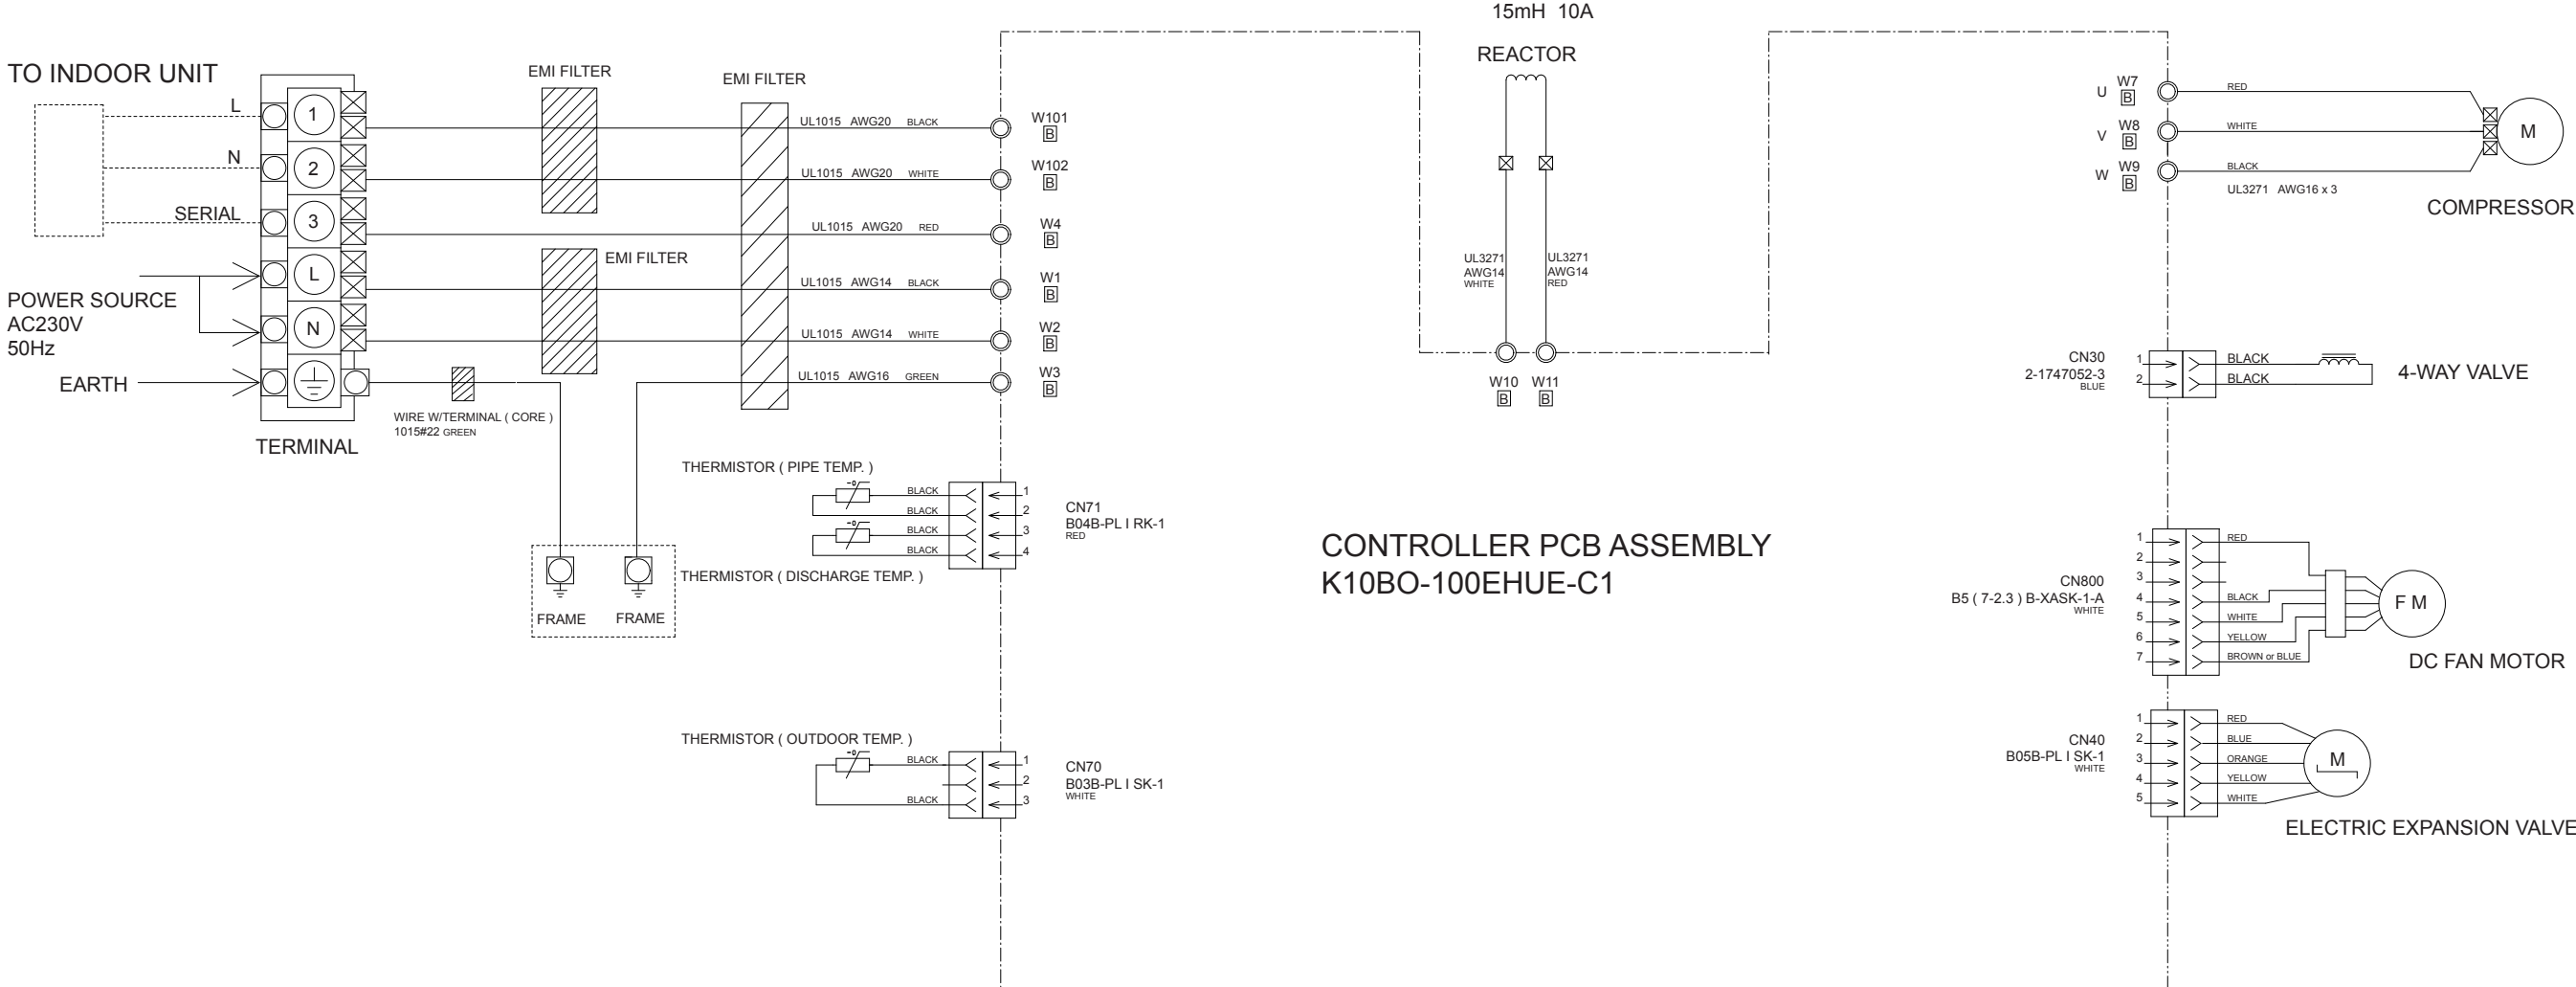 15mH 10A
REACTOR
TO INDOOR UNIT
L
N
SERIAL
POWER SOURCE
AC230V
50Hz
EARTH
1
2
3
L
N
TERMINAL
EMI FILTER
EMI FILTER
EMI FILTER
WIRE W/TERMINAL ( CORE )
1015#22 GREEN
UL1015 AWG20 BLACK
UL1015 AWG20 WHITE
UL1015 AWG20 RED
UL1015 AWG14 BLACK
UL1015 AWG14 WHITE
UL1015 AWG16 GREEN
W101
B
W102
B
W4
B
W1
B
W2
B
W3
B
FRAME
FRAME
THERMISTOR ( PIPE TEMP. )
BLACK
BLACK
BLACK
BLACK
THERMISTOR ( DISCHARGE TEMP. )
1
2
3
4
CN71
B04B-PL I RK-1
RED
THERMISTOR ( OUTDOOR TEMP. )
BLACK
BLACK
1
2
3
CN70
B03B-PL I SK-1
WHITE
UL3271
AWG14
WHITE
UL3271
AWG14
RED
W10
B
W11
B
CONTROLLER PCB ASSEMBLY
K10BO-100EHUE-C1
U
W7
B
RED
V
W8
B
WHITE
W
W9
B
BLACK
UL3271 AWG16 x 3
M
COMPRESSOR
CN30
2-1747052-3
BLUE
1
2
BLACK
BLACK
4-WAY VALVE
CN800
B5 ( 7-2.3 ) B-XASK-1-A
WHITE
1
2
3
4
5
6
7
RED
BLACK
WHITE
YELLOW
BROWN or BLUE
F M
DC FAN MOTOR
CN40
B05B-PL I SK-1
WHITE
1
2
3
4
5
RED
BLUE
ORANGE
YELLOW
WHITE
M
ELECTRIC EXPANSION VALVE